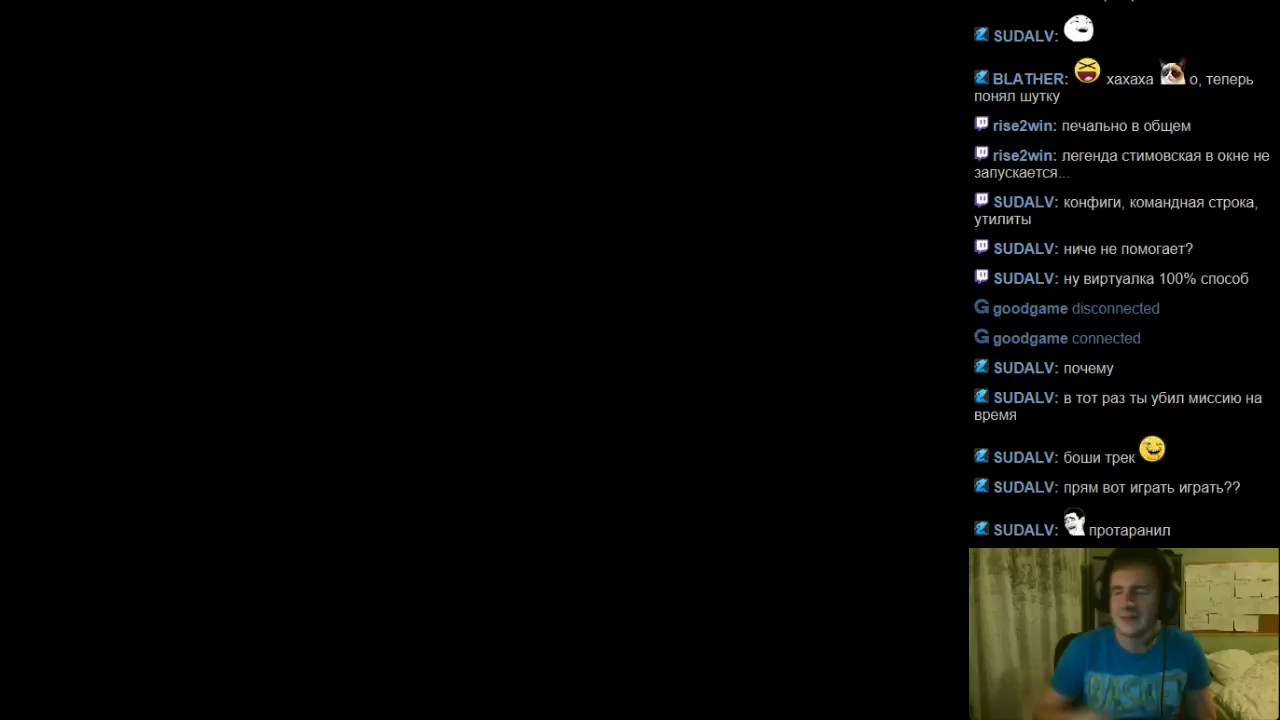 SUDALV:
BLATHER: хахаха о, теперь
понял шутку
rise2win: печально в общем
rise2win: легенда стимовская в окне не
запускается...
SUDALV: конфиги, командная строка,
утилиты
SUDALV: ниче не помогает?
SUDALV: ну виртуалка 100% способ
goodgame disconnected
goodgame connected
SUDALV: почему
SUDALV: в тот раз ты убил миссию на
время
SUDALV: боши трек
SUDALV: прям вот играть играть??
SUDALV: протаранил
BASKET